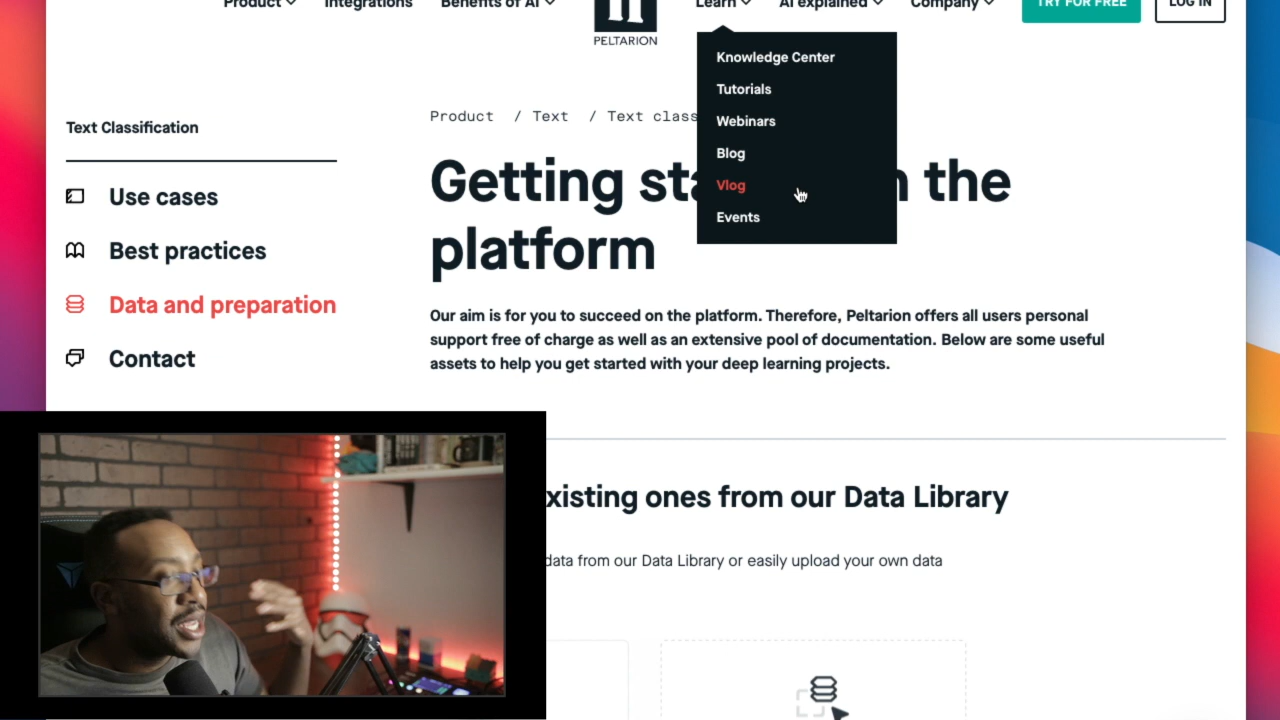 Product
Integrations
Benefits of AI
PELTARION
Learn
AI explained
Company
TRY FOR FREE
LOG IN
Knowledge Center
Tutorials
Webinars
Blog
Vlog
Events
Text Classification
Use cases
Best practices
Data and preparation
Contact
Product / Text / Text class
Getting sta n the
platform
Our aim is for you to succeed on the platform. Therefore, Peltarion offers all users personal
support free of charge as well as an extensive pool of documentation. Below are some useful
assets to help you get started with your deep learning projects.
xisting ones from our Data Library
data from our Data Library or easily upload your own data